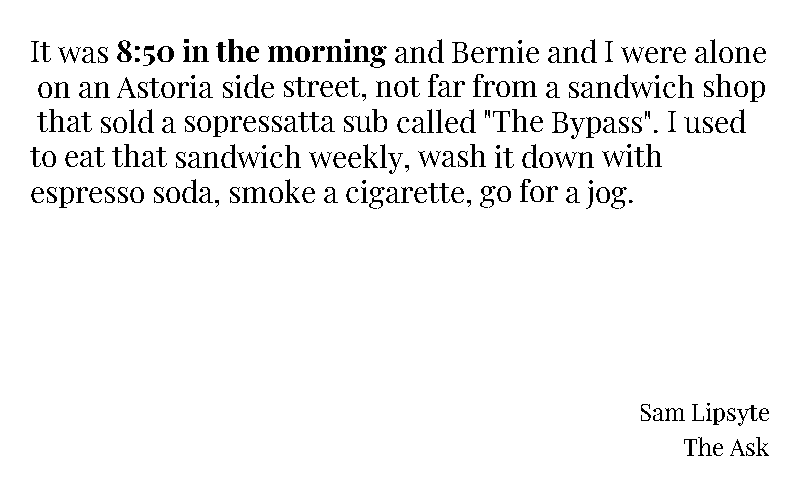 It was 8:50 in the morning and Bernie and I were alone
on an Astoria side street, not far from a sandwich shop
that sold a sopressatta sub called "The Bypass". I used
to eat that sandwich weekly, wash it down with
espresso soda, smoke a cigarette, go for a jog.
Sam Lipsyte
The Ask